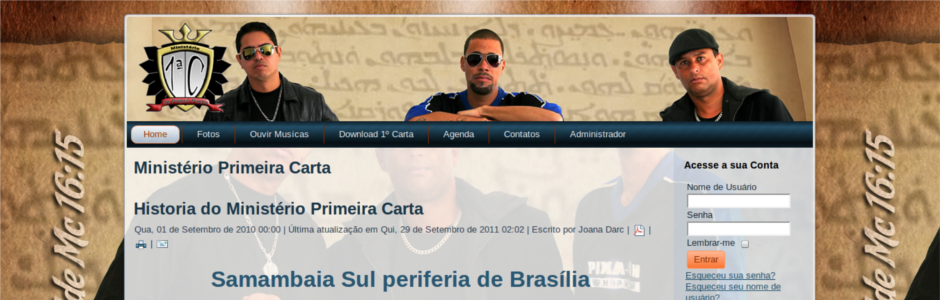 Ministério
1ªC
Home Fotos Ouvir Musícas Download 1º Carta Agenda Contatos Administrador
Ministério Primeira Carta
Historia do Ministério Primeira Carta
Qua, 01 de Setembro de 2010 00:00 | Última atualização em Qui, 29 de Setembro de 2011 02:02 | Escrito por Joana Darc | |
|
Samambaia Sul periferia de Brasília
Acesse a sua Conta
Nome de Usuário
Senha
Lembrar-me
Entrar
Esqueceu sua senha?
Esqueceu seu nome de
usuário?
de Mc 16:15
de Mc 16:15